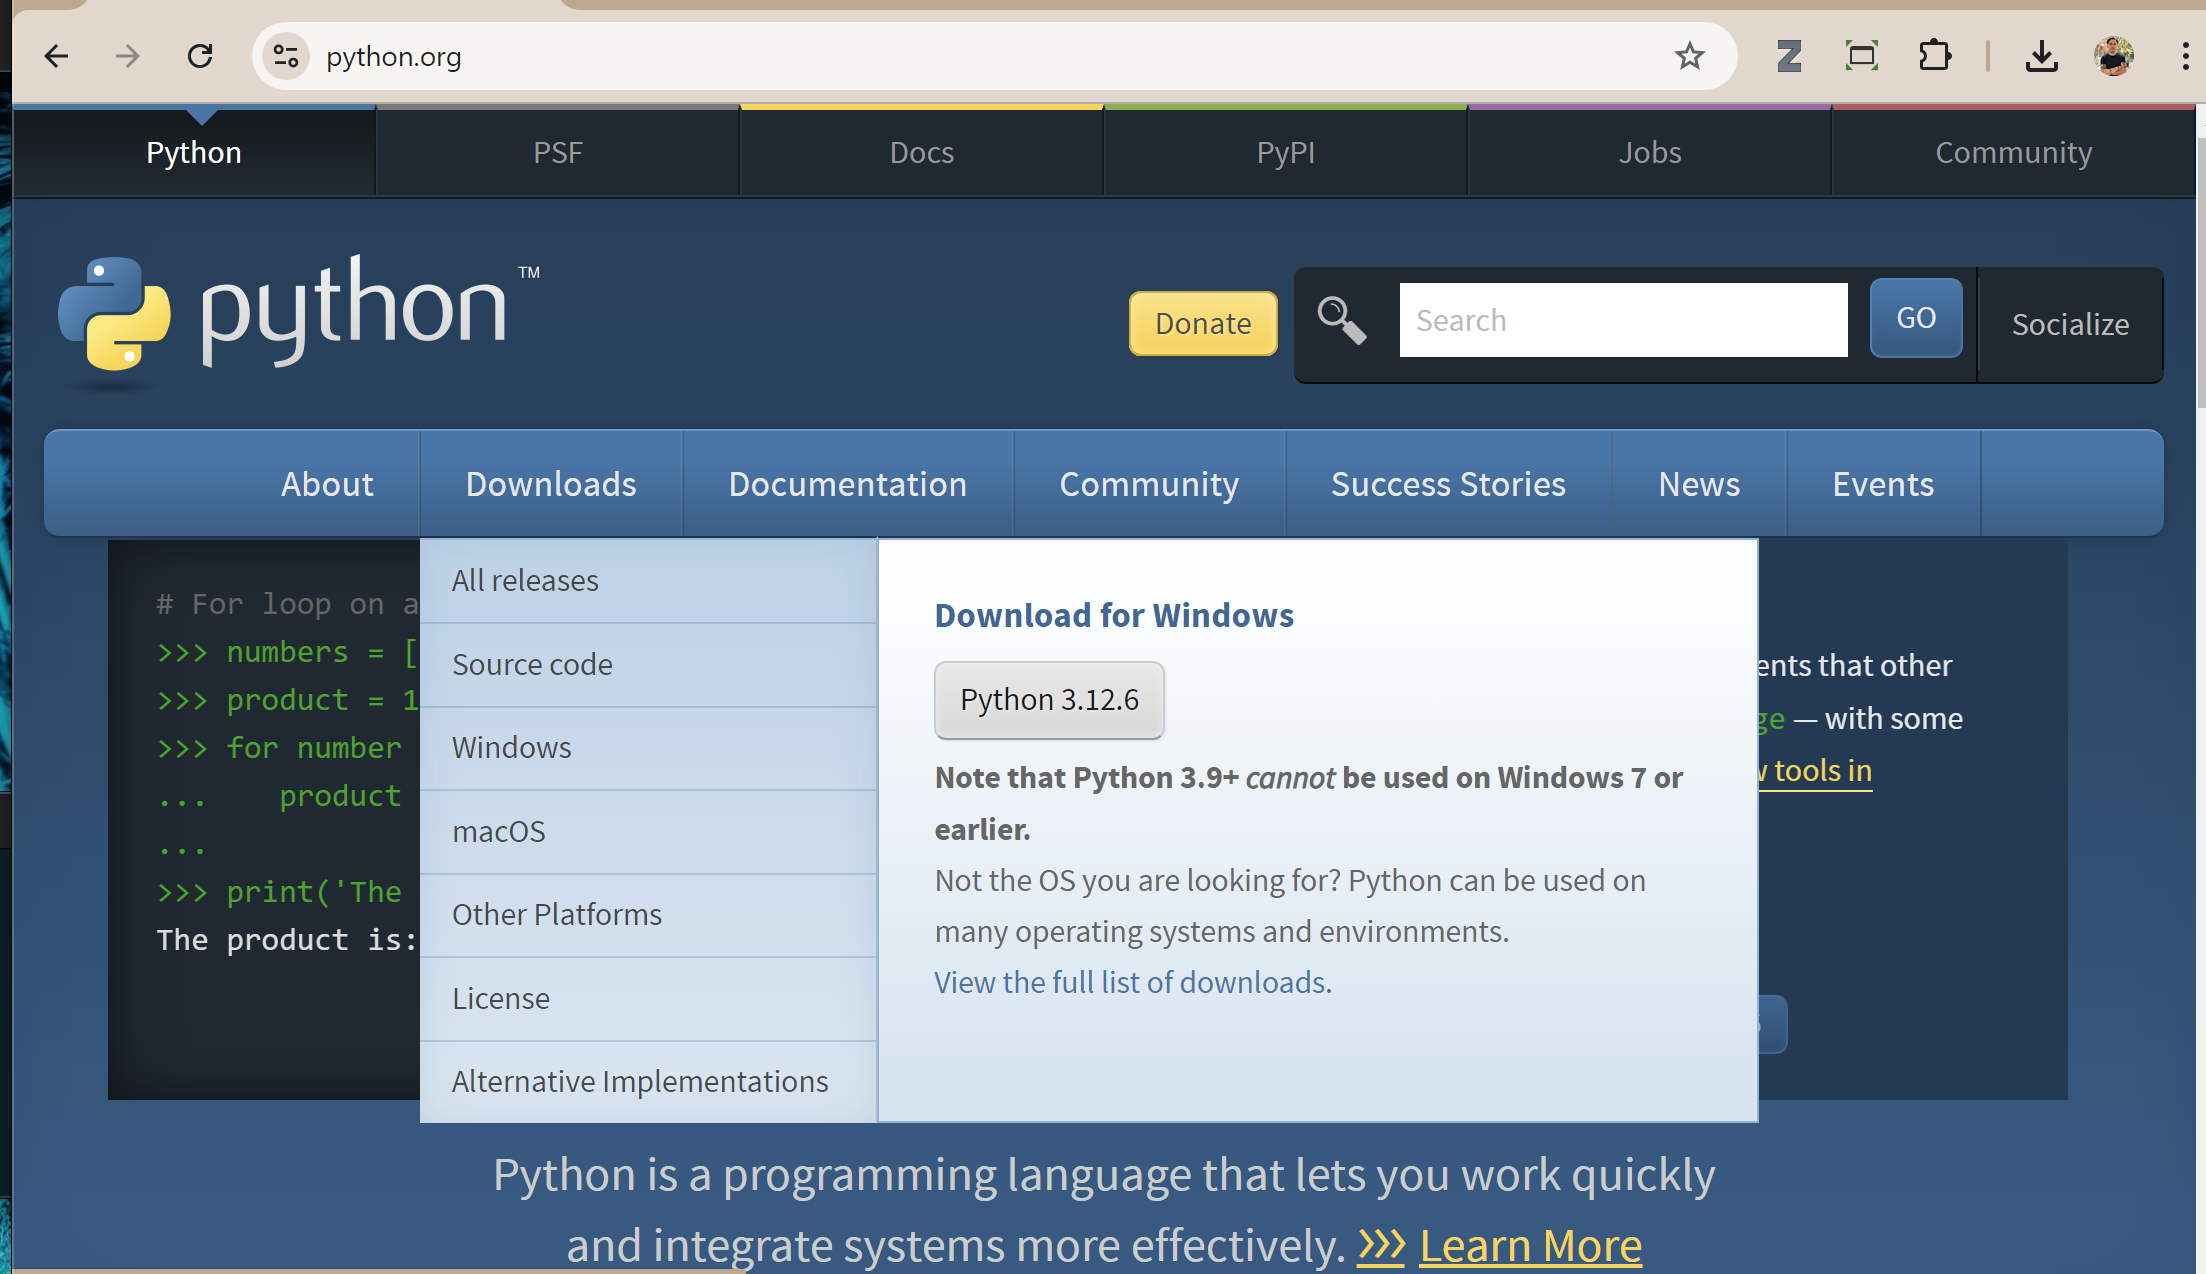 python.org
Python
PSF
Docs
PyPI
Jobs
Community
python™
Donate
Search
GO
Socialize
About
Downloads
Documentation
Community
Success Stories
News
Events
# For loop on a
>>> numbers = [
>>> product = 1
>>> for number
...    product
...
>>> print('The
The product is:
All releases
Source code
Windows
macOS
Other Platforms
License
Alternative Implementations
Download for Windows
Python 3.12.6
Note that Python 3.9+ cannot be used on Windows 7 or
earlier.
Not the OS you are looking for? Python can be used on
many operating systems and environments.
View the full list of downloads.
ents that other
ge — with some
tools in
Python is a programming language that lets you work quickly
and integrate systems more effectively. >>> Learn More